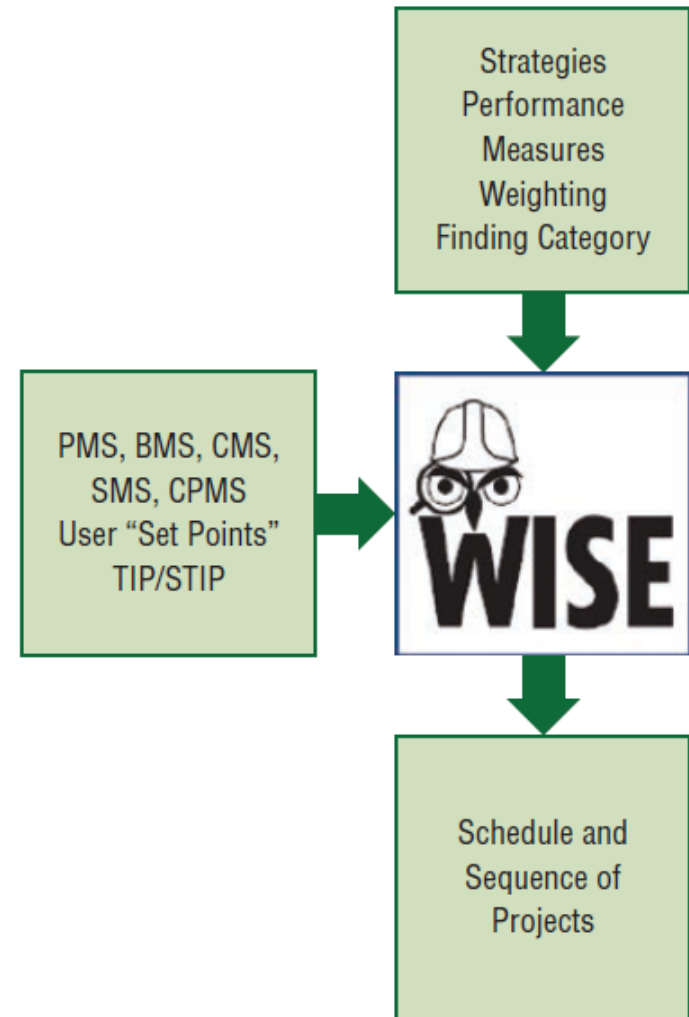 Strategies
Performance
Measures
Weighting
Finding Category
PMS, BMS, CMS,
SMS, CPMS
User “Set Points”
TIP/STIP
WISE
Schedule and
Sequence of
Projects